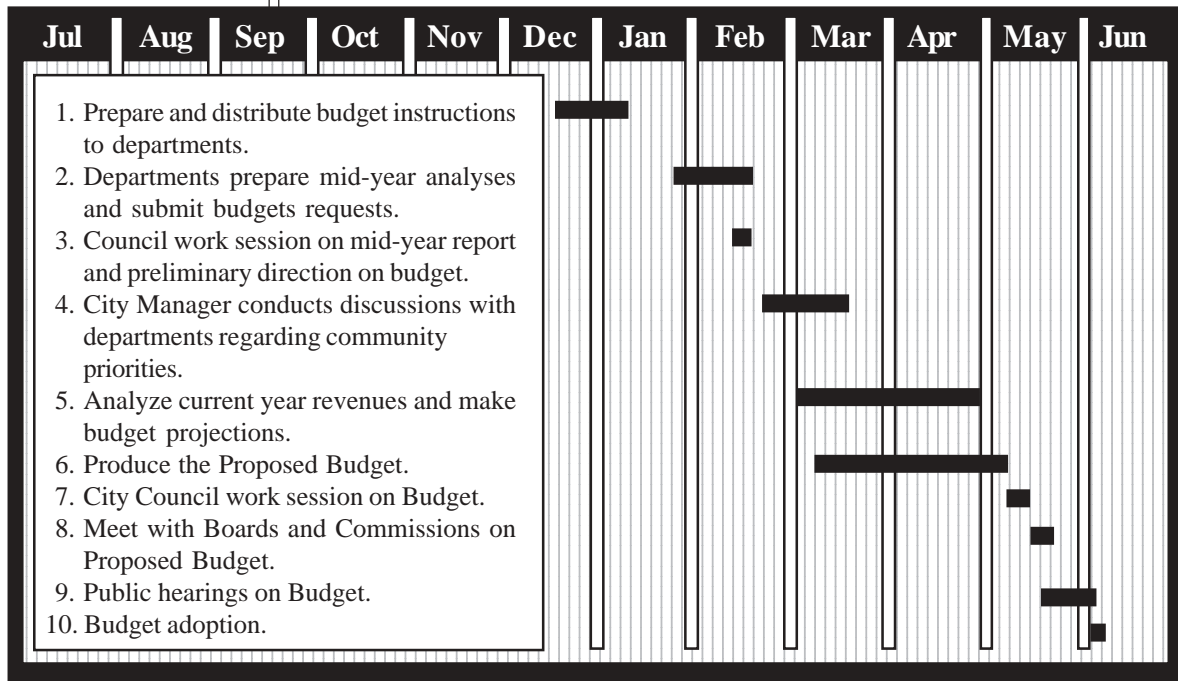 Jul Aug Sep Oct Nov Dec Jan Feb Mar Apr May Jun
1. Prepare and distribute budget instructions
to departments.
2. Departments prepare mid-year analyses
and submit budgets requests.
3. Council work session on mid-year report
and preliminary direction on budget.
4. City Manager conducts discussions with
departments regarding community
priorities.
5. Analyze current year revenues and make
budget projections.
6. Produce the Proposed Budget.
7. City Council work session on Budget.
8. Meet with Boards and Commissions on
Proposed Budget.
9. Public hearings on Budget.
10. Budget adoption.